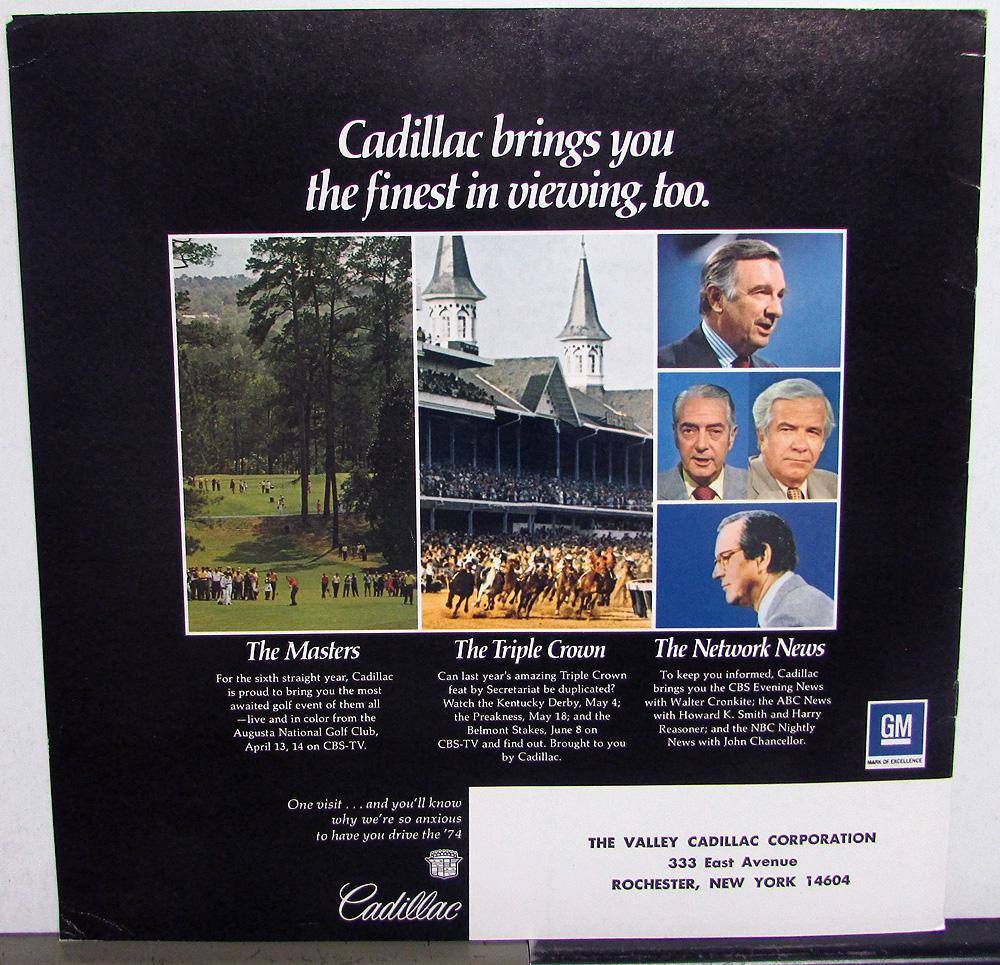 Cadillac brings you
the finest in viewing, too.
The Masters
For the sixth straight year, Cadillac
is proud to bring you the most
awaited golf event of them all
—live and in color from the
Augusta National Golf Club,
April 13, 14 on CBS-TV.
The Triple Crown
Can last year's amazing Triple Crown
feat by Secretariat be duplicated?
Watch the Kentucky Derby, May 4;
the Preakness, May 18; and the
Belmont Stakes, June 8 on
CBS-TV and find out. Brought to you
by Cadillac.
The Network News
To keep you informed, Cadillac
brings you the CBS Evening News
with Walter Cronkite; the ABC News
with Howard K. Smith and Harry
Reasoner; and the NBC Nightly
News with John Chancellor.
GM
MARK OF EXCELLENCE
One visit . . . and you'll know
why we're so anxious
to have you drive the '74
Cadillac
THE VALLEY CADILLAC CORPORATION
333 East Avenue
ROCHESTER, NEW YORK 14604